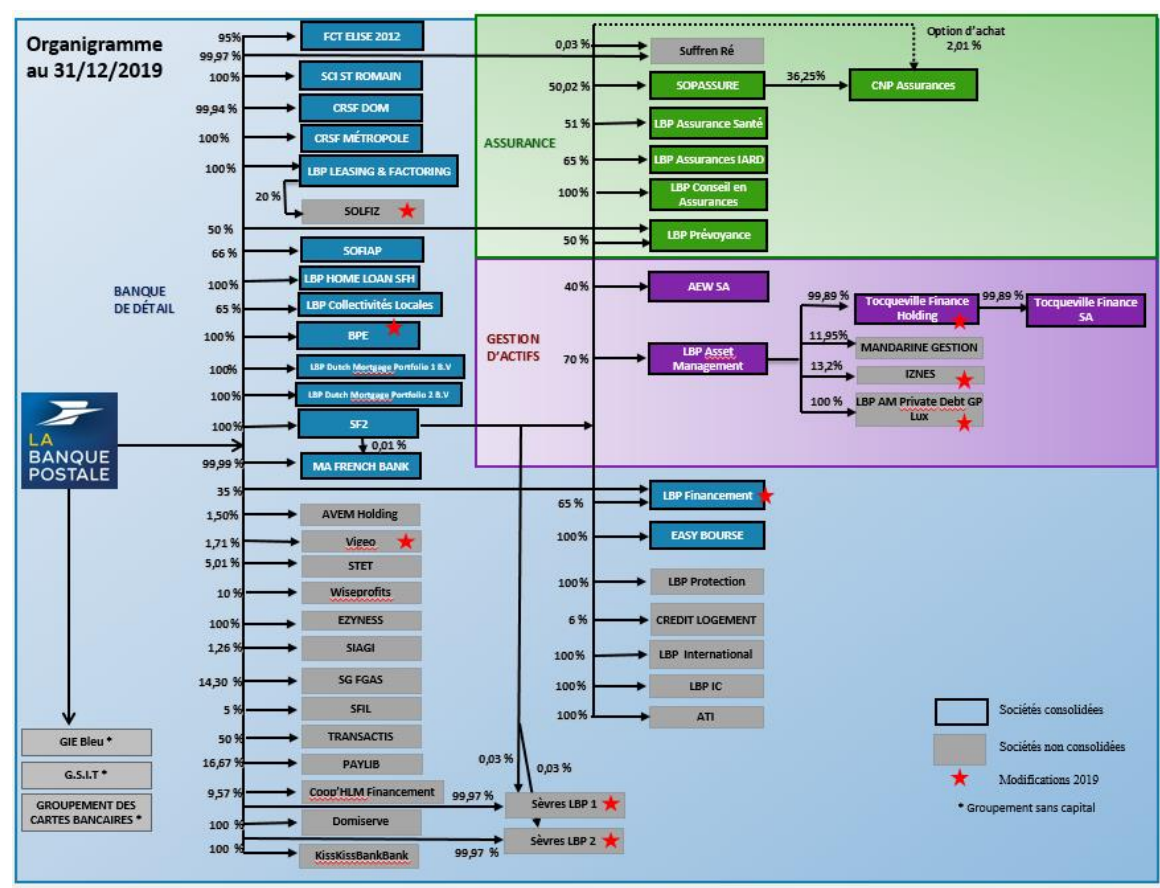 Organigramme
au 31/12/2019
95%
FCT ELISE 2012
99,97 %
100%
SCI ST ROMAIN
99,94 %
CRSF DOM
100%
CRSF MÉTROPOLE
100%
LBP LEASING & FACTORING
20 %
SOLFIZ
50 %
66 %
SOFIAP
100%
LBP HOME LOAN SFH
65 %
LBP Collectivités Locales
100%
BPE
100%
LBP Dutch Mortgage Portfolio 1 B.V
100%
LBP Dutch Mortgage Portfolio 2 B.V
100%
SF2
0,01 %
99,99 %
MA FRENCH BANK
35 %
1,50%
AVEM Holding
1,71 %
Vigeo
5,01 %
STET
10 %
Wiseprofits
100%
EZYNESS
1,26%
SIAGI
14,30 %
SG FGAS
5 %
SFIL
50 %
TRANSACTIS
16,67 %
PAYLIB
9,57 %
Coop'HLM Financement
99,97 %
100 %
Domiserve
100 %
KissKissBankBank
99,97 %
BANQUE
DE DÉTAIL
LA
BANQUE
POSTALE
GIE Bleu *
G.S.I.T *
GROUPEMENT DES
CARTES BANCAIRES *
ASSURANCE
0,03 %
Suffren Ré
Option d'achat
2,01 %
50,02 %
SOPASSURE
36,25%
CNP Assurances
51 %
LBP Assurance Santé
65 %
LBP Assurances IARD
100%
LBP Conseil en
Assurances
50 %
LBP Prévoyance
GESTION
D'ACTIFS
40%
AEW SA
70 %
LBP Asset
Management
99,89 %
Tocqueville Finance
Holding
99,89 %
Tocqueville Finance
SA
11,95%
MANDARINE GESTION
13,2%
IZNES
100 %
LBP AM Private Debt GP
Lux
65 %
LBP Financement
100%
EASY BOURSE
100%
LBP Protection
6 %
CREDIT LOGEMENT
100%
LBP International
100%
LBP IC
100%
ATI
0,03 %
0,03 %
Sèvres LBP 1
Sèvres LBP 2
Sociétés consolidées
Sociétés non consolidées
Modifications 2019
* Groupement sans capital